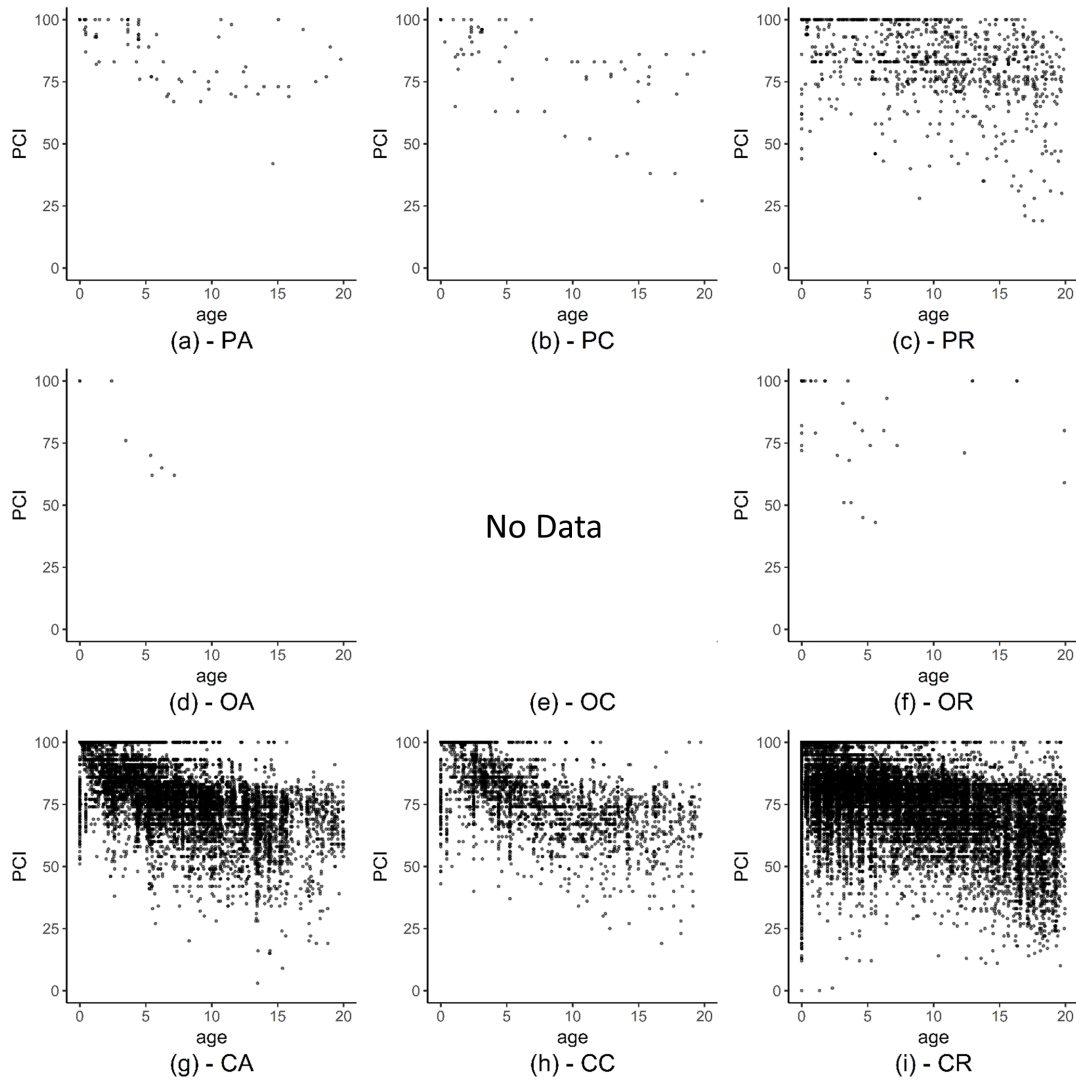 100
75
50
25
0
PCI
0 5 10 15 20
age
(a) - PA
100
75
50
25
0
PCI
0 5 10 15 20
age
(b) - PC
100
75
50
25
0
PCI
0 5 10 15 20
age
(c) - PR
100
75
50
25
0
PCI
0 5 10 15 20
age
(d) - OA
No Data
(e) - OC
100
75
50
25
0
PCI
0 5 10 15 20
age
(f) - OR
100
75
50
25
0
PCI
0 5 10 15 20
age
(g) - CA
100
75
50
25
0
PCI
0 5 10 15 20
age
(h) - CC
100
75
50
25
0
PCI
0 5 10 15 20
age
(i) - CR